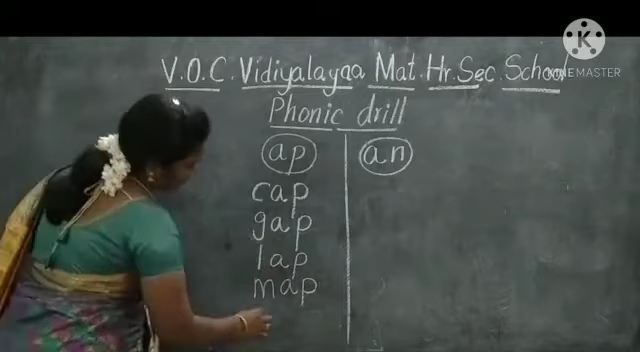 V.O.C. Vidiyalayaa Mat. Hr. Sec. School
KINEMASTER
Phonic drill
ap an
cap
gap
lap
map